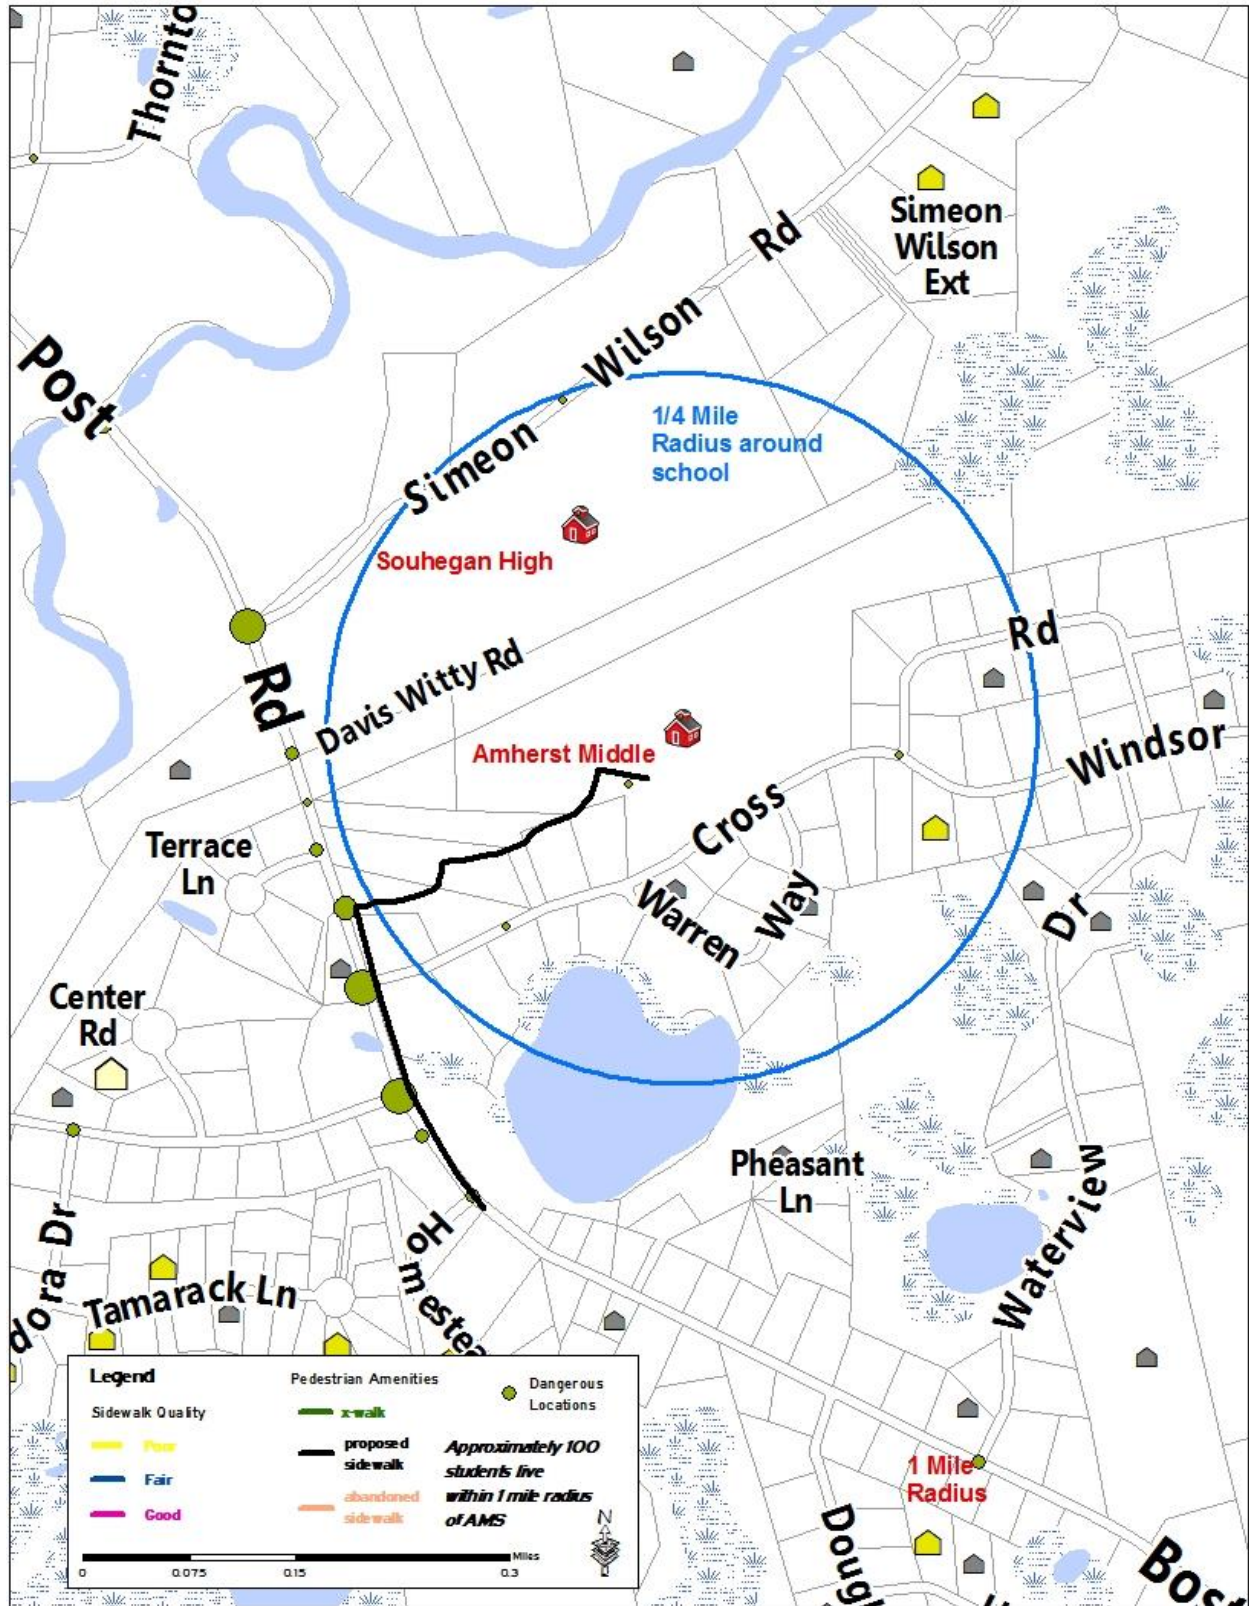 Thornto
Rd
Simeon
Wilson
Ext
Wilson
Post
1/4 Mile
Radius around
school
Simeon
Souhegan High
Rd
Rd
Davis Witty Rd
Windsor
Amherst Middle
Cross
Terrace
Ln
Warren
Way
Dr
Center
Rd
Pheasant
Ln
Waterview
dora Dr
Homestea
Tamarack Ln
Legend
Sidewalk Quality
Poor
Fair
Good
Pedestrian Amenities
x-walk
proposed
sidewalk
abandoned
sidewalk
Dangerous
Locations
Approximately 100
students live
within 1 mile radius
of AMS
N
Miles
0
0.075
0.15
0.3
1 Mile
Radius
Dough
Bost